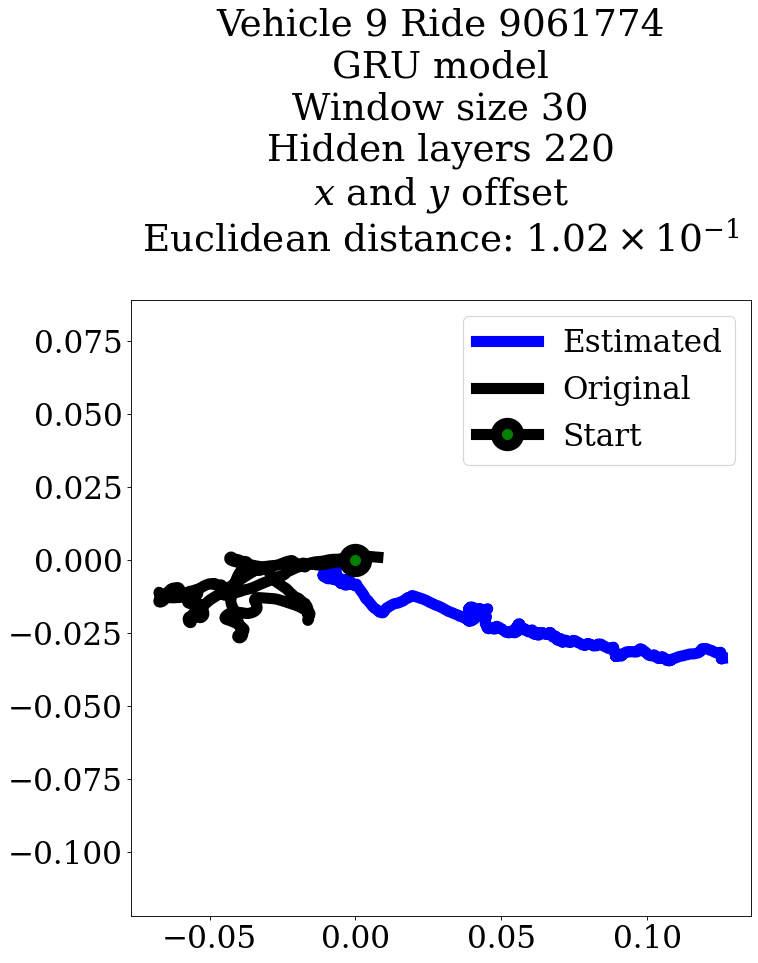 Vehicle 9 Ride 9061774
GRU model
Window size 30
Hidden layers 220
x and y offset
Euclidean distance: 1.02 × 10⁻¹
Estimated
Original
Start
0.075
0.050
0.025
0.000
−0.025
−0.050
−0.075
−0.100
−0.05 0.00 0.05 0.10